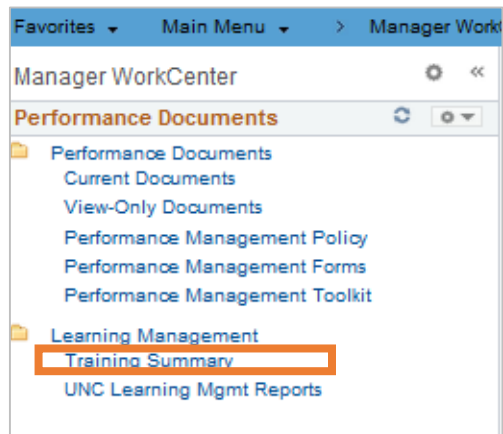 Favorites Main Menu > Manager Work
Manager WorkCenter «
Performance Documents
Performance Documents
Current Documents
View-Only Documents
Performance Management Policy
Performance Management Forms
Performance Management Toolkit
Learning Management
Training Summary
UNC Learning Mgmt Reports